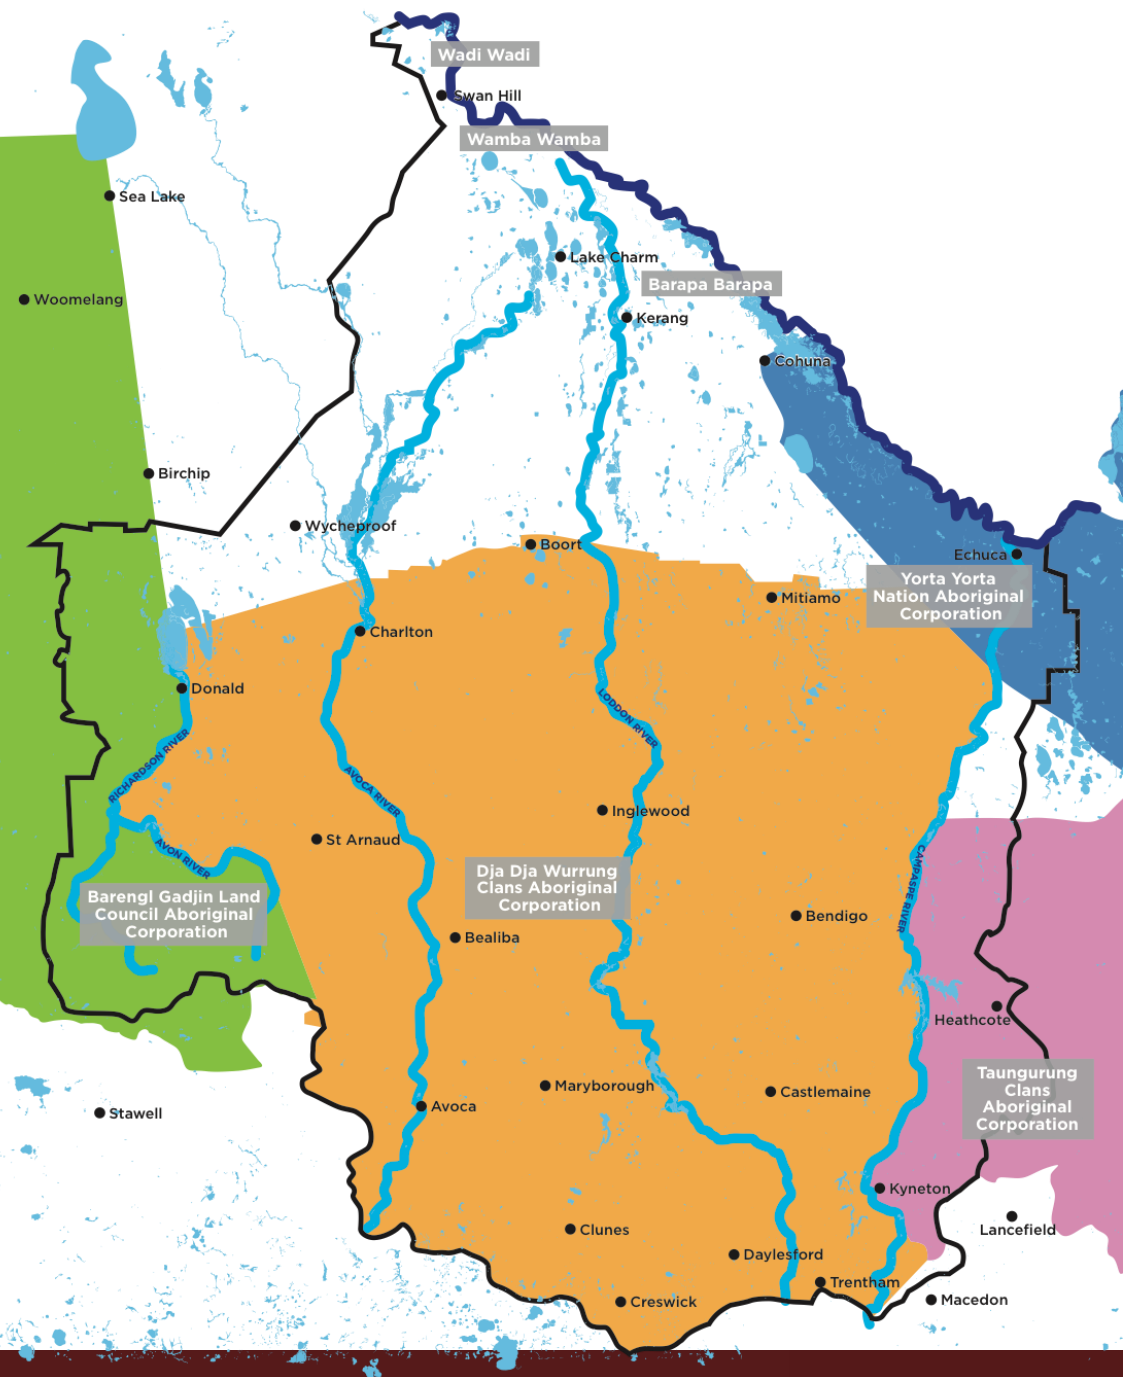 Wadi Wadi
Swan Hill
Wamba Wamba
Sea Lake
Lake Charm
Barapa Barapa
Woomelang
Kerang
Cohuna
Birchip
Wycheproof
Boort
Echuca
Yorta Yorta
Nation Aboriginal
Corporation
Mitiamo
Charlton
Donald
LODDON RIVER
RICHARDSON RIVER
AVOCA RIVER
Inglewood
St Arnaud
AVON RIVER
Dja Dja Wurrung
Clans Aboriginal
Corporation
CAMPASPE RIVER
Barengl Gadjin Land
Council Aboriginal
Corporation
Bendigo
Bealiba
Heathcote
Taungurung
Clans
Aboriginal
Corporation
Maryborough
Castlemaine
Avoca
Stawell
Kyneton
Lancefield
Clunes
Daylesford
Trentham
Creswick
Macedon